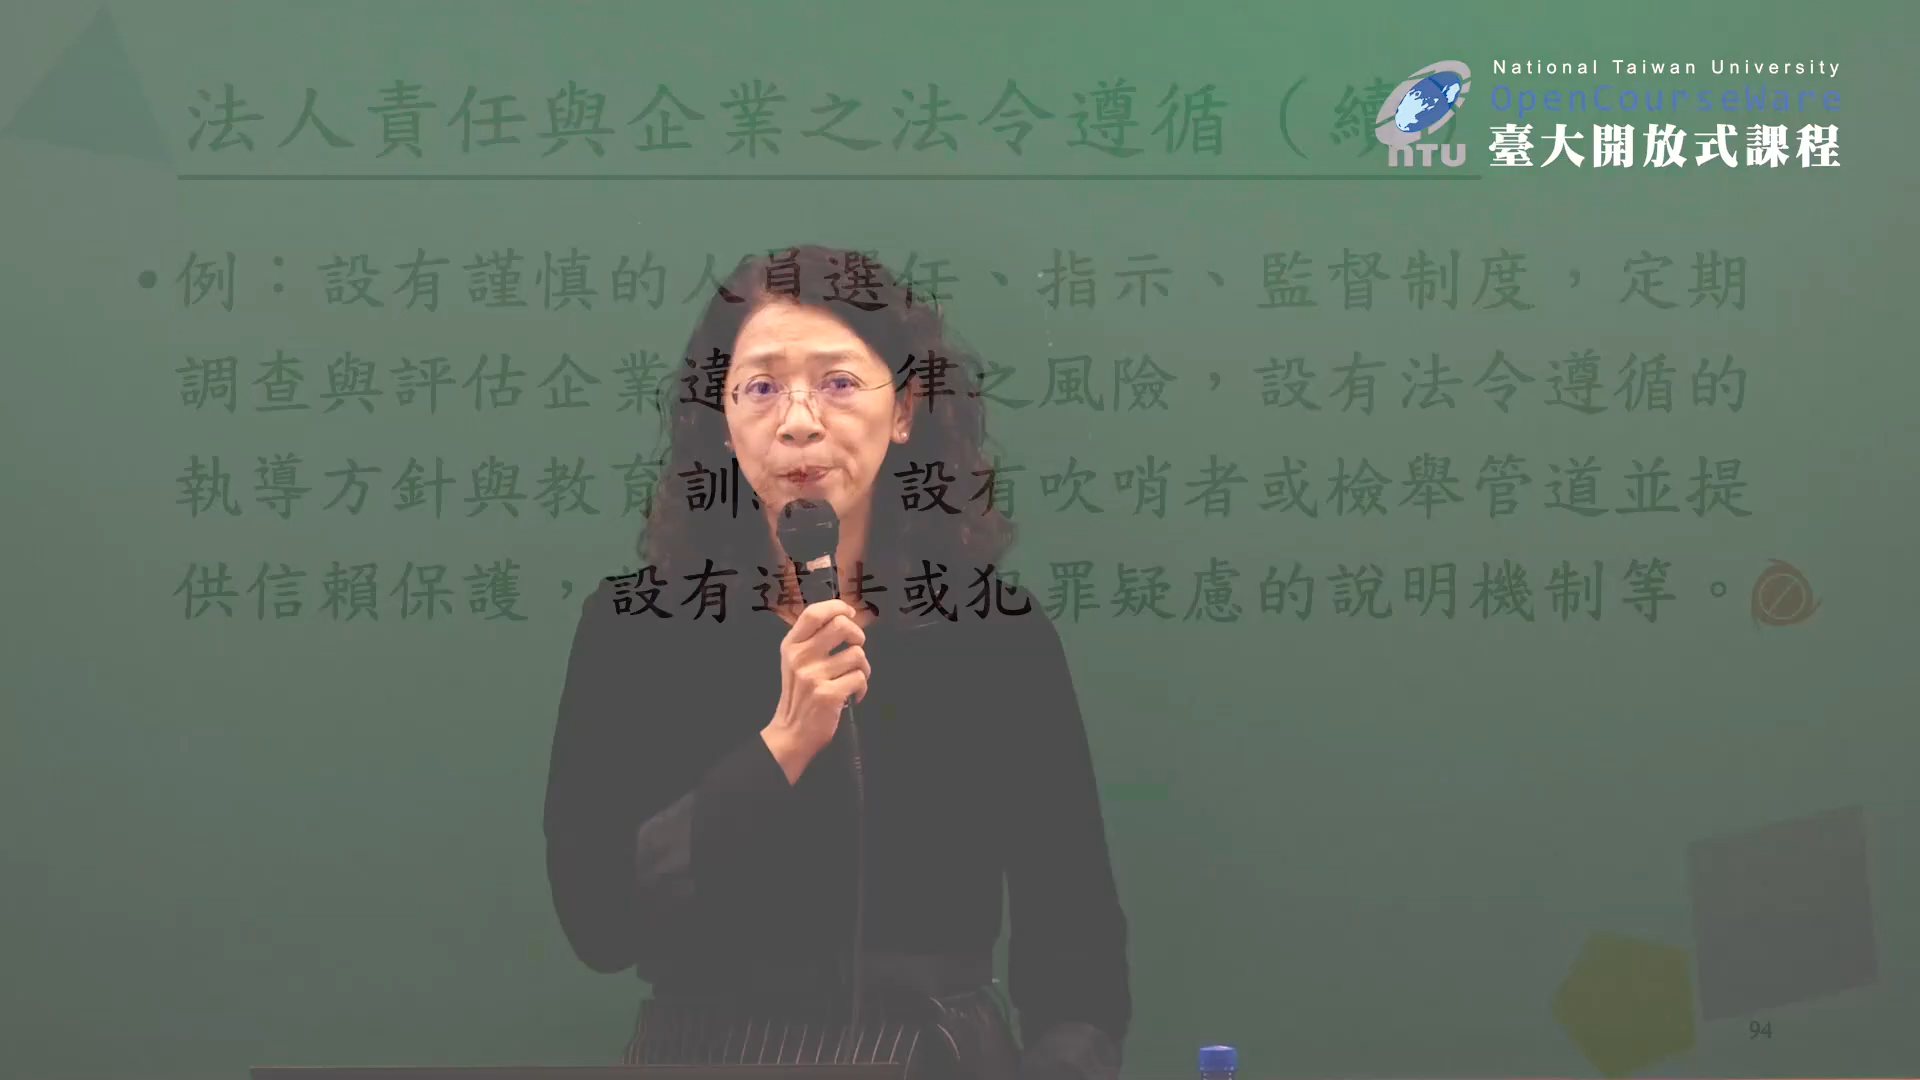 法人責任與企業之法令遵循（續）
National Taiwan University
OpenCourseWare
NTU 臺大開放式課程
•例：設有謹慎的人員選任、指示、監督制度，定期
調查與評估企業違 律之風險，設有法令遵循的
執導方針與教育訓 設有吹哨者或檢舉管道並提
供信賴保護，設有違法或犯罪疑慮的說明機制等。
94